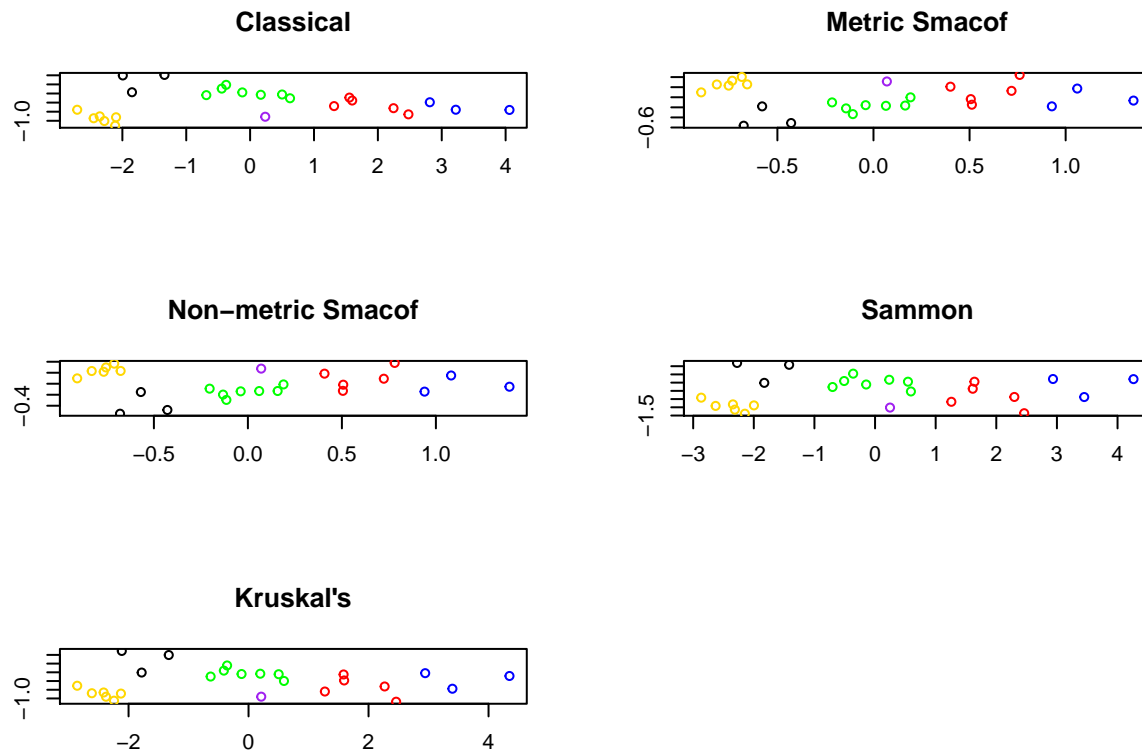 Classical
−1.0
−2 −1 0 1 2 3 4
Metric Smacof
−0.6
−0.5 0.0 0.5 1.0
Non−metric Smacof
−0.4
−0.5 0.0 0.5 1.0
Sammon
−1.5
−3 −2 −1 0 1 2 3 4
Kruskal's
−1.0
−2 0 2 4